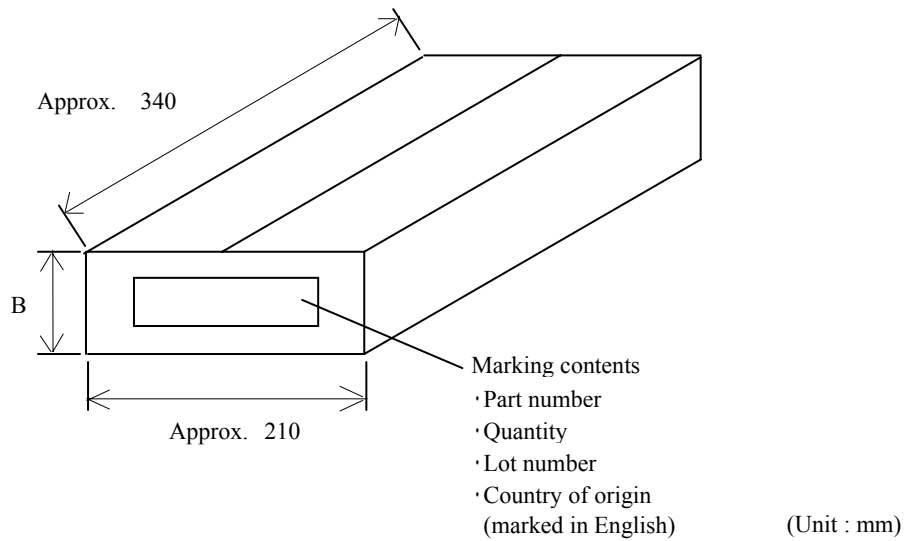 Approx. 340
B
Approx. 210
Marking contents
・Part number
・Quantity
・Lot number
・Country of origin
(marked in English)
(Unit : mm)